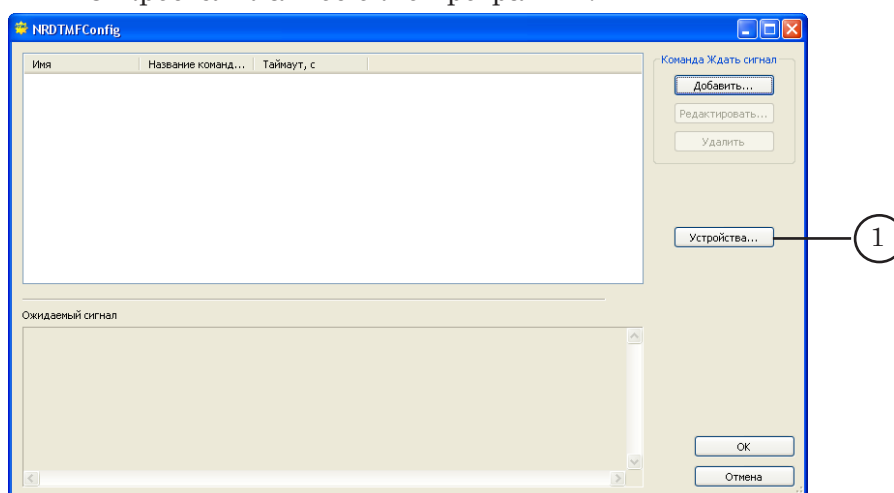 NRDTMFConfig
Имя Название команд... Таймаут, с
Команда Ждать сигнал
Добавить...
Редактировать...
Удалить
Устройства...
1
Ожидаемый сигнал
OK
Отмена